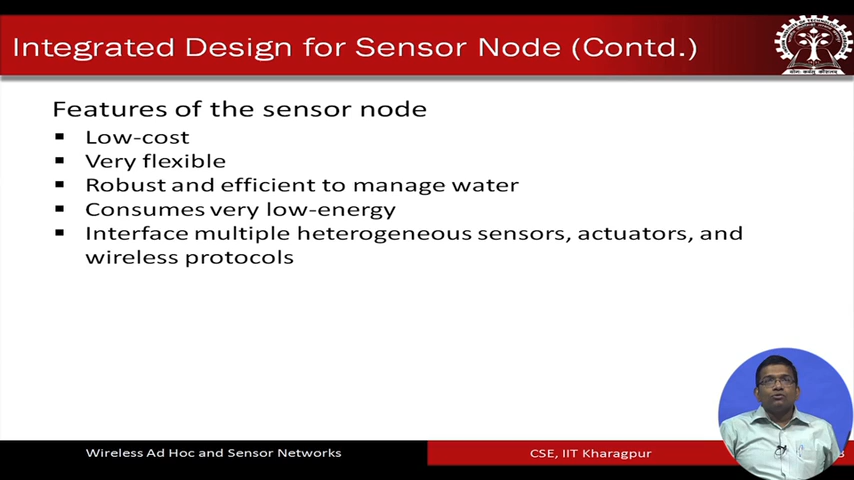 Integrated Design for Sensor Node (Contd.)
Features of the sensor node
Low-cost
Very flexible
Robust and efficient to manage water
Consumes very low-energy
Interface multiple heterogeneous sensors, actuators, and
wireless protocols
Wireless Ad Hoc and Sensor Networks
CSE, IIT Kharagpur